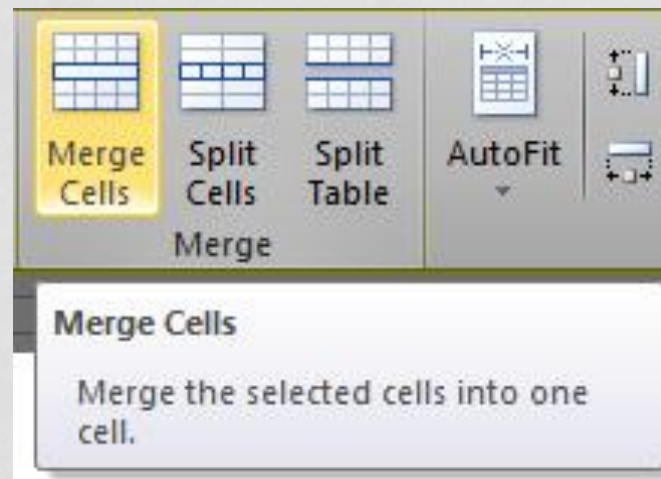 Merge Split Split AutoFit
Cells Cells Table
Merge
Merge Cells
Merge the selected cells into one
cell.